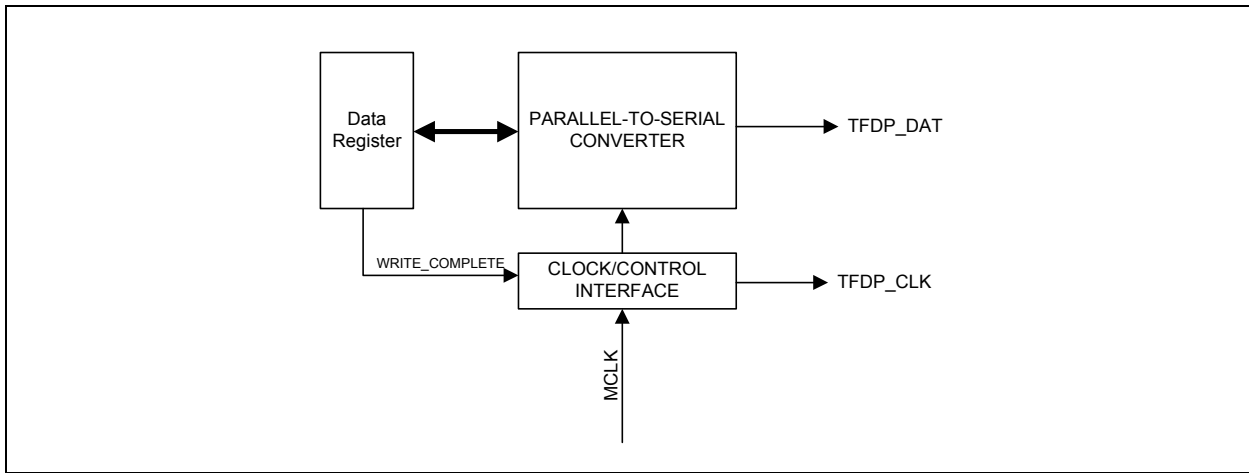 Data
Register
PARALLEL-TO-SERIAL
CONVERTER
TFDP_DAT
WRITE_COMPLETE
CLOCK/CONTROL
INTERFACE
TFDP_CLK
MCLK